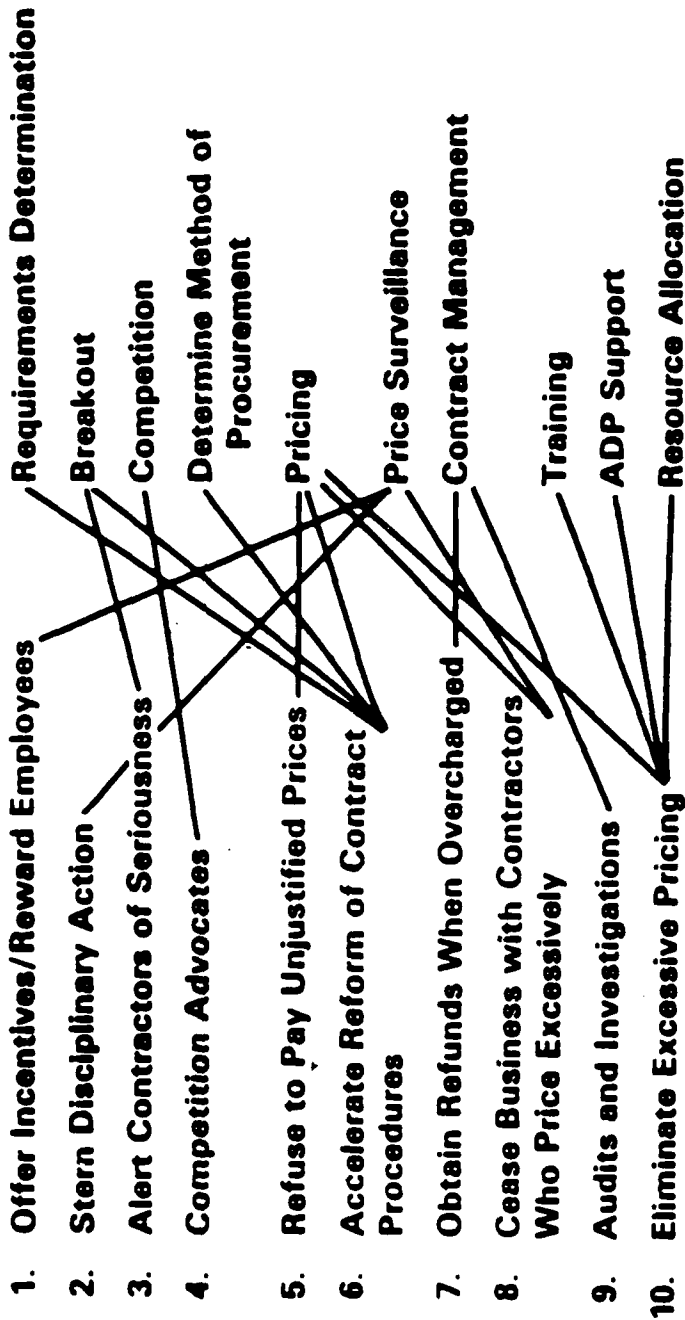 1. Offer Incentives/Reward Employees
2. Stern Disciplinary Action
3. Alert Contractors of Seriousness
4. Competition Advocates
5. Refuse to Pay Unjustified Prices
6. Accelerate Reform of Contract
Procedures
7. Obtain Refunds When Overcharged
8. Cease Business with Contractors
Who Price Excessively
9. Audits and Investigations
10. Eliminate Excessive Pricing
Requirements Determination
Breakout
Competition
Determine Method of
Procurement
Pricing
Price Surveillance
Contract Management
Training
ADP Support
Resource Allocation